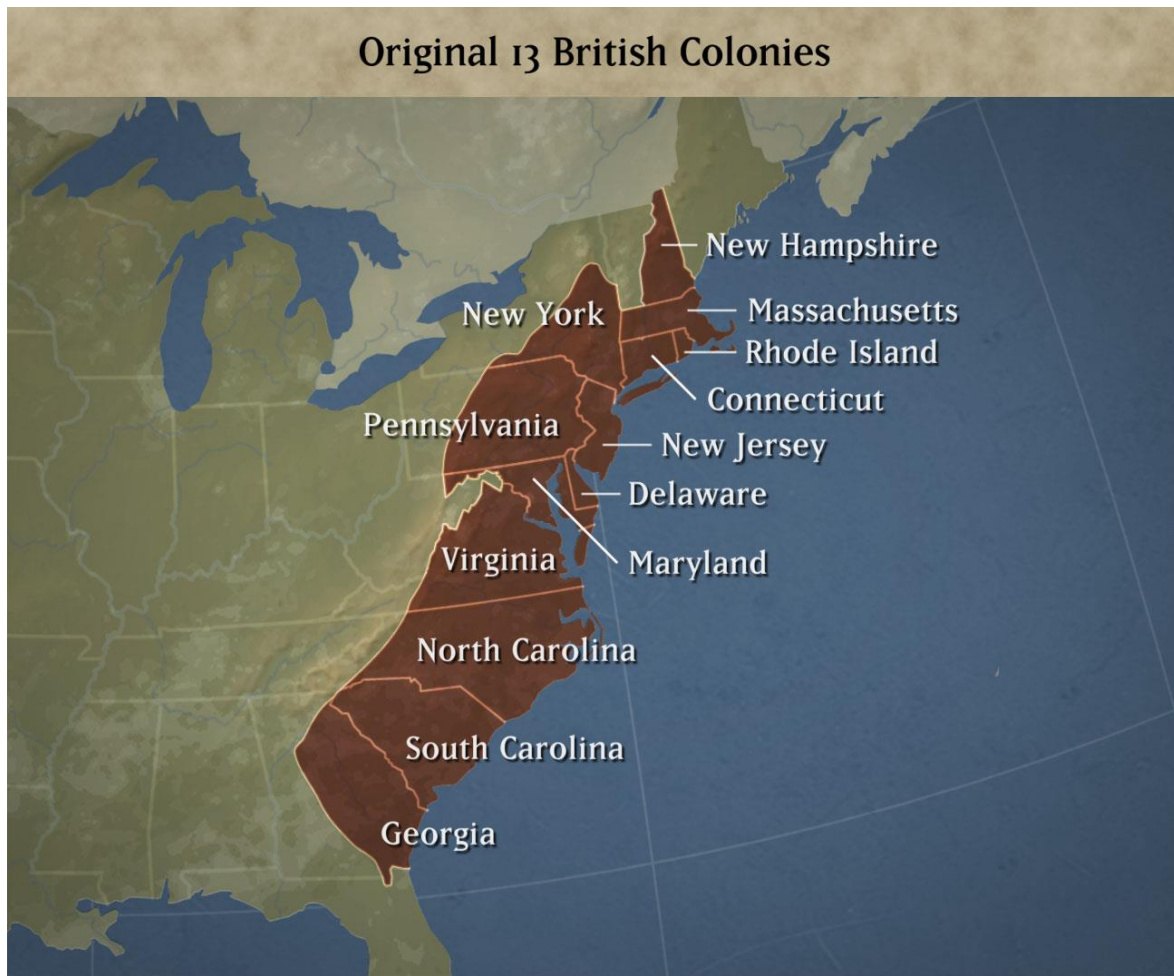 Original 13 British Colonies
New Hampshire
New York
Massachusetts
Rhode Island
Connecticut
Pennsylvania
New Jersey
Delaware
Virginia
Maryland
North Carolina
South Carolina
Georgia